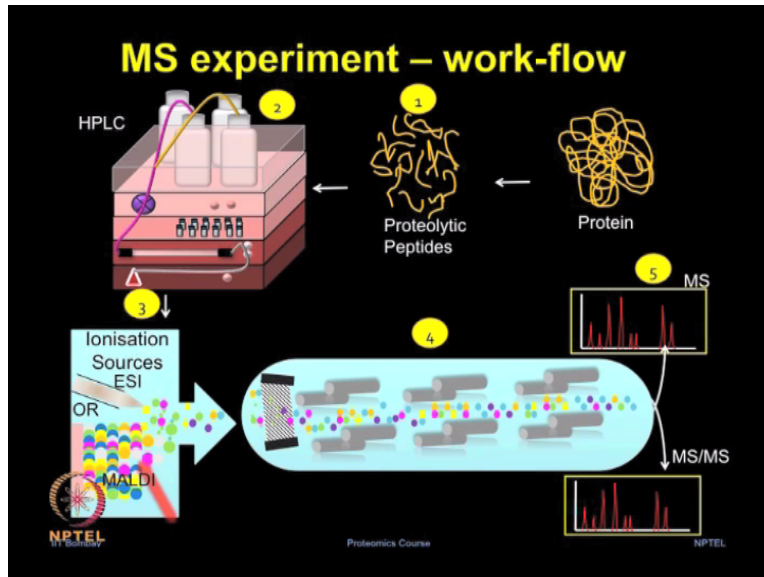 MS experiment – work-flow
HPLC
2
1
Proteolytic
Peptides
Protein
3
4
5
MS
Ionisation
Sources
ESI
OR
MALDI
MS/MS
NPTEL
IIT Bombay
Proteomics Course
NPTEL